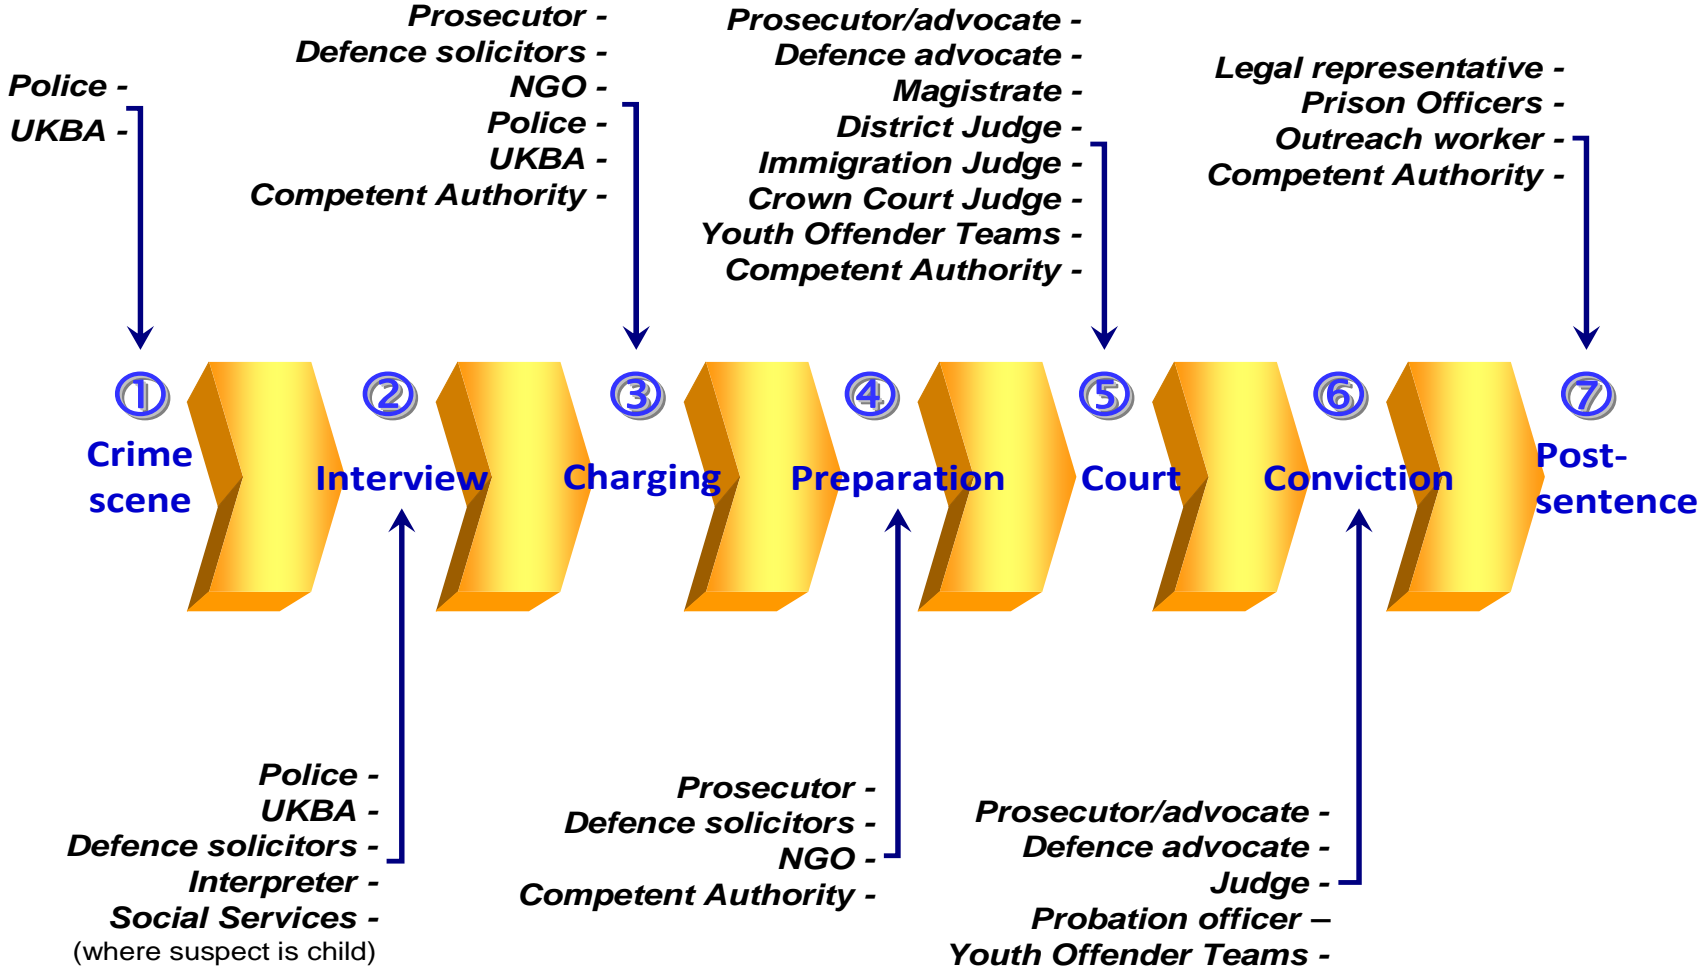 Police -
UKBA -
Prosecutor -
Defence solicitors -
NGO -
Police -
UKBA -
Competent Authority -
Prosecutor/advocate -
Defence advocate -
Magistrate -
District Judge -
Immigration Judge -
Crown Court Judge -
Youth Offender Teams -
Competent Authority -
Legal representative -
Prison Officers -
Outreach worker -
Competent Authority -
①
Crime
scene
②
Interview
③
Charging
④
Preparation
⑤
Court
⑥
Conviction
⑦
Post-
sentence
Police -
UKBA -
Defence solicitors -
Interpreter -
Social Services -
(where suspect is child)
Prosecutor -
Defence solicitors -
NGO -
Competent Authority -
Prosecutor/advocate -
Defence advocate -
Judge -
Probation officer –
Youth Offender Teams -